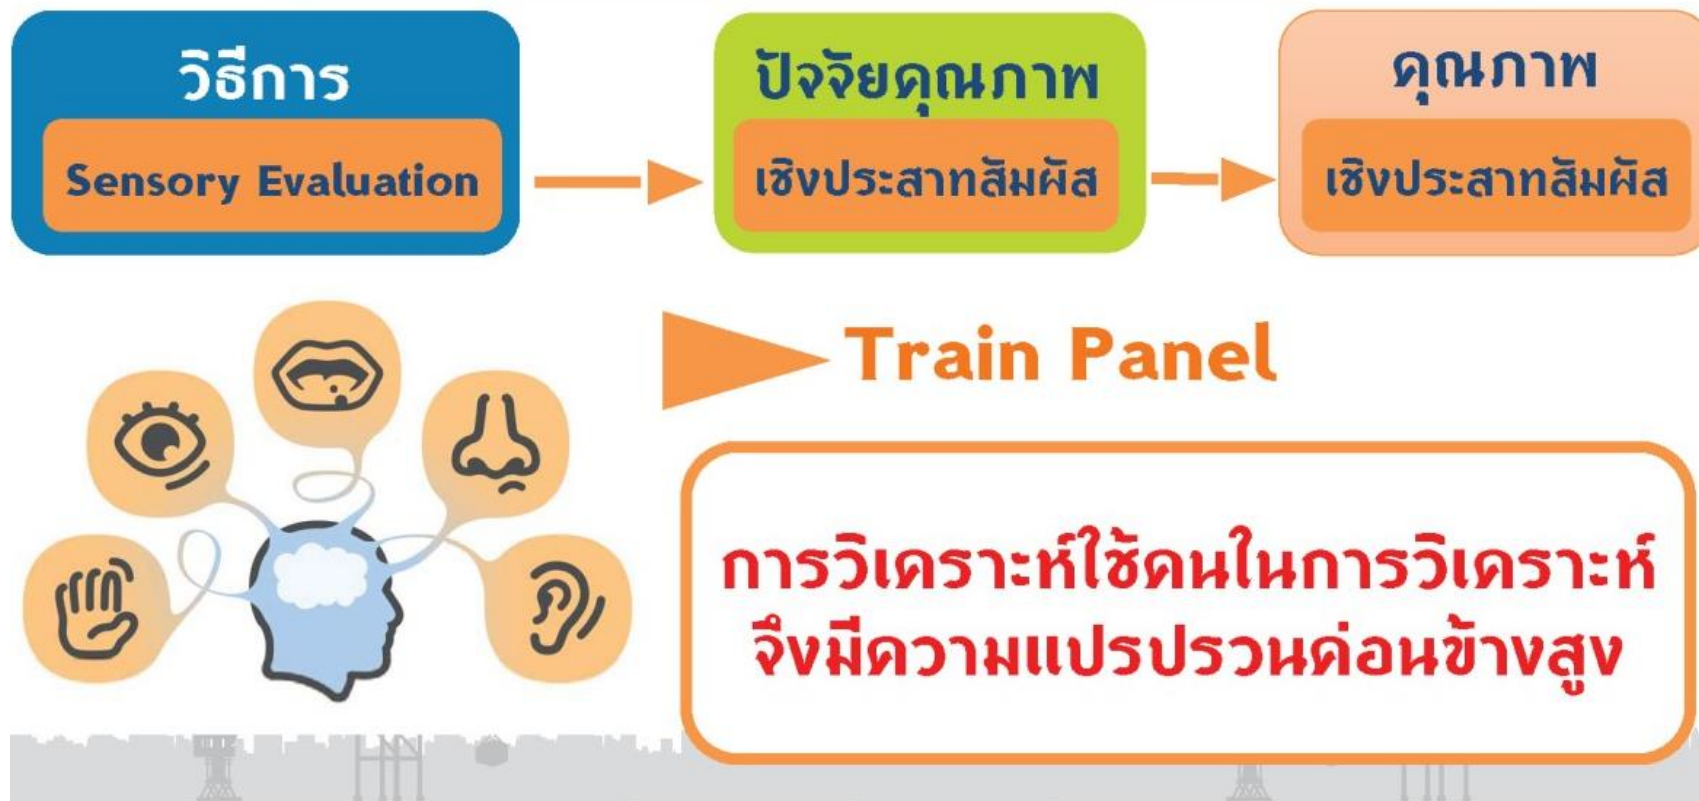 วิธีการ
Sensory Evaluation
ปัจจัยคุณภาพ
เชิงประสาทสัมผัส
คุณภาพ
เชิงประสาทสัมผัส
Train Panel
การวิเคราะห์ใช้คนในการวิเคราะห์
จึงมีความแปรปรวนค่อนข้างสูง